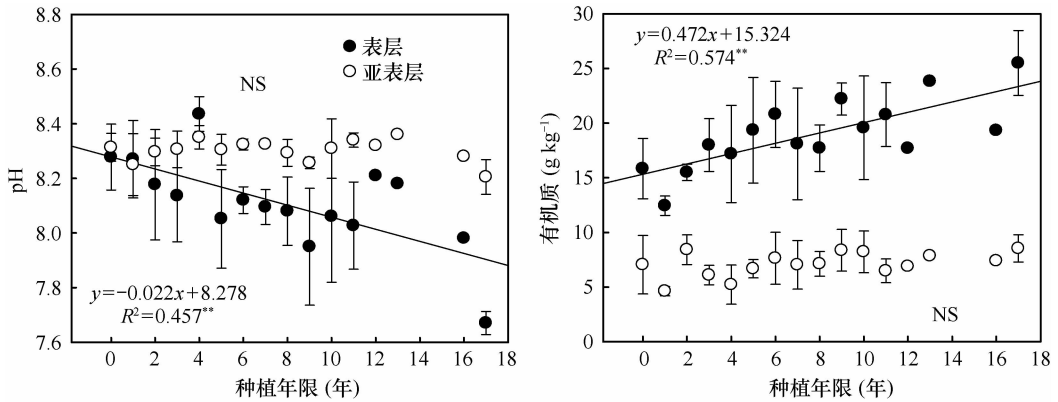 8.8
8.6
8.4
8.2
8.0
7.8
7.6
pH
● 表层
○ 亚表层
NS
y=−0.022x+8.278
R²=0.457**
0 2 4 6 8 10 12 14 16 18
种植年限 (年)
30
25
20
15
10
5
0
有机质 (g kg⁻¹)
y=0.472x+15.324
R²=0.574**
NS
0 2 4 6 8 10 12 14 16 18
种植年限 (年)